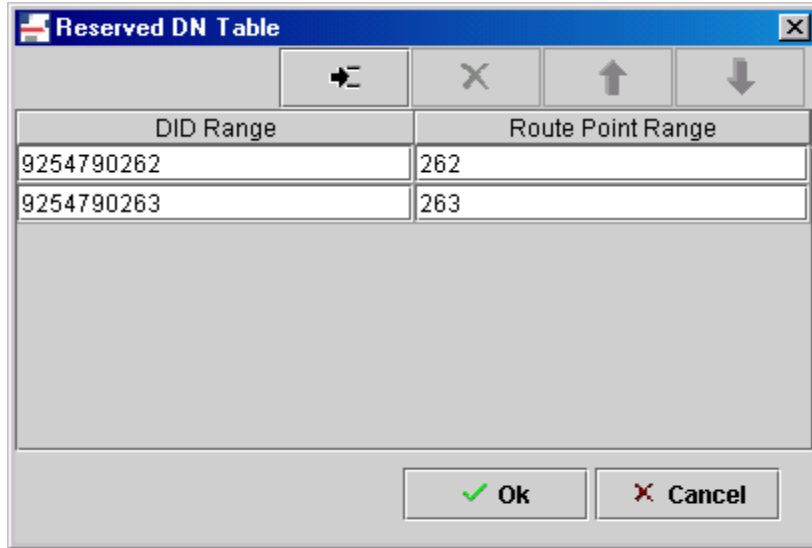 Reserved DN Table
DID Range Route Point Range
9254790262 262
9254790263 263
Ok Cancel